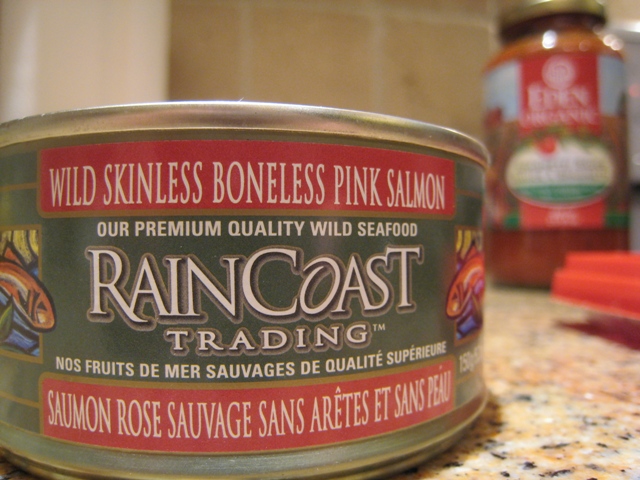 WILD SKINLESS BONELESS PINK SALMON
OUR PREMIUM QUALITY WILD SEAFOOD
RAINCOAST
TRADING™
NOS FRUITS DE MER SAUVAGES DE QUALITÉ SUPÉRIEURE
SAUMON ROSE SAUVAGE SANS ARÊTES ET SANS PEAU
EDEN
ORGANIC